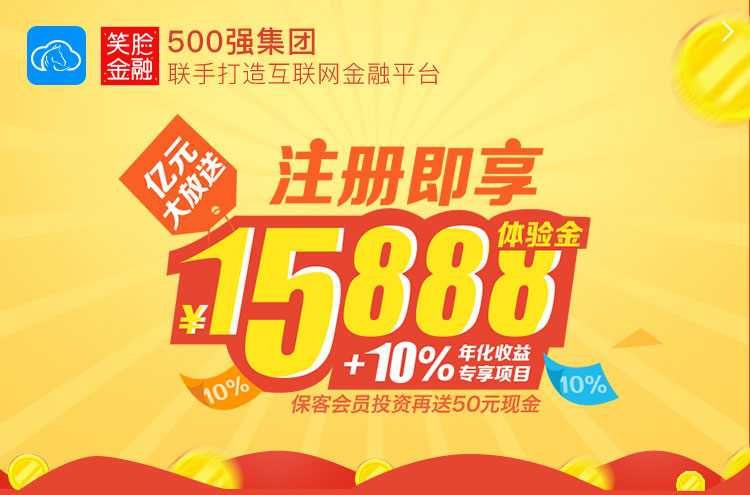 笑脸
金融
500强集团
联手打造互联网金融平台
亿元
大放送
注册即享
体验金
¥15888
+10% 年化收益
专享项目
10%
10%
保客会员投资再送50元现金